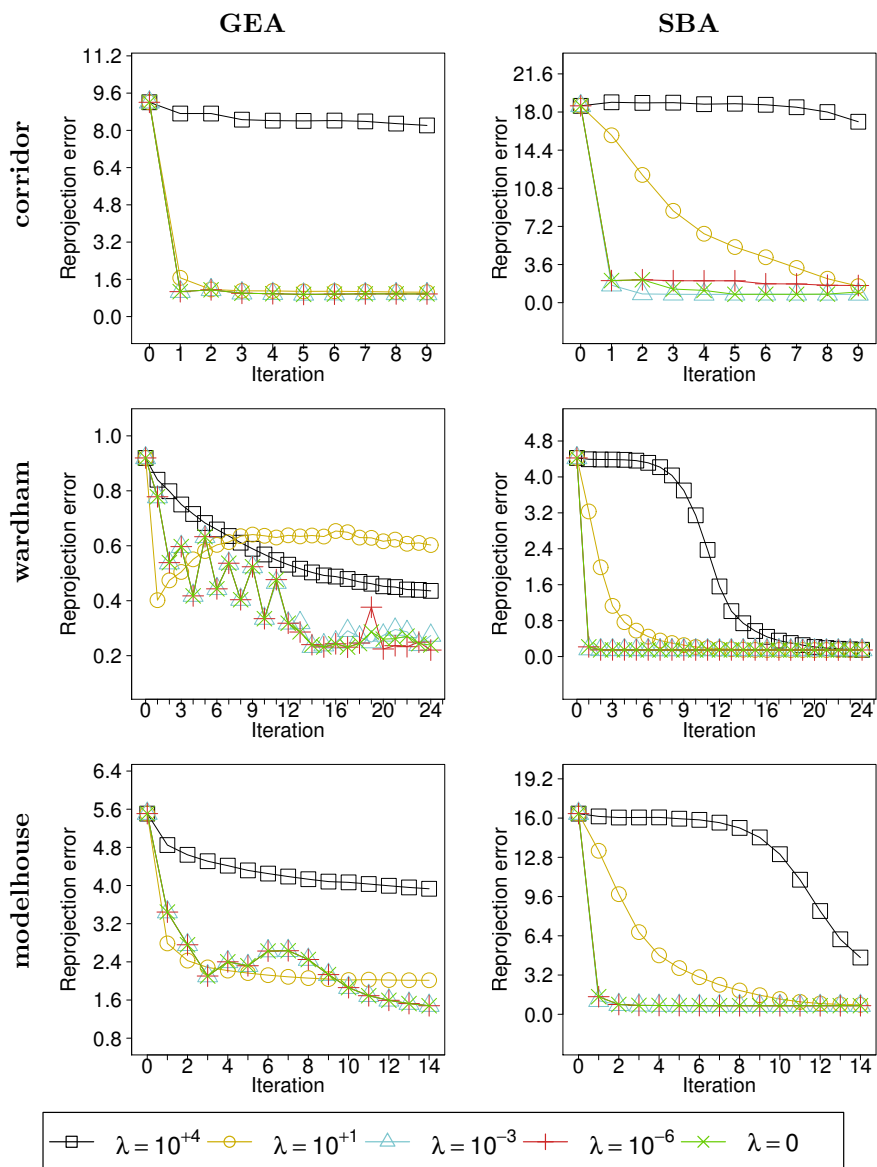 GEA
SBA
corridor
Reprojection error
11.2
9.6
8.0
6.4
4.8
3.2
1.6
0.0
0 1 2 3 4 5 6 7 8 9
Iteration
Reprojection error
21.6
18.0
14.4
10.8
7.2
3.6
0.0
0 1 2 3 4 5 6 7 8 9
Iteration
wardham
Reprojection error
1.0
0.8
0.6
0.4
0.2
0 3 6 9 12 16 20 24
Iteration
Reprojection error
4.8
4.0
3.2
2.4
1.6
0.8
0.0
0 3 6 9 12 16 20 24
Iteration
modelhouse
Reprojection error
6.4
5.6
4.8
4.0
3.2
2.4
1.6
0.8
0 2 4 6 8 10 12 14
Iteration
Reprojection error
19.2
16.0
12.8
9.6
6.4
3.2
0.0
0 2 4 6 8 10 12 14
Iteration
λ = 10⁺⁴ λ = 10⁺¹ λ = 10⁻³ λ = 10⁻⁶ λ = 0